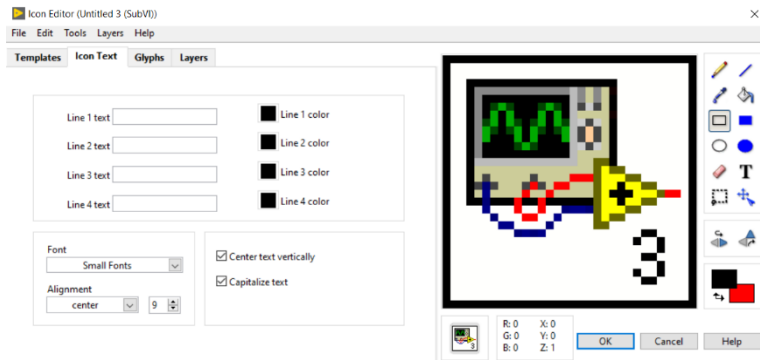 Icon Editor (Untitled 3 (SubVI))
File Edit Tools Layers Help
Templates Icon Text Glyphs Layers
Line 1 text Line 1 color
Line 2 text Line 2 color
Line 3 text Line 3 color
Line 4 text Line 4 color
Font
Small Fonts
Alignment
center 9
Center text vertically
Capitalize text
3
T
3
R: 0 X: 0
G: 0 Y: 0
B: 0 Z: 1
OK Cancel Help